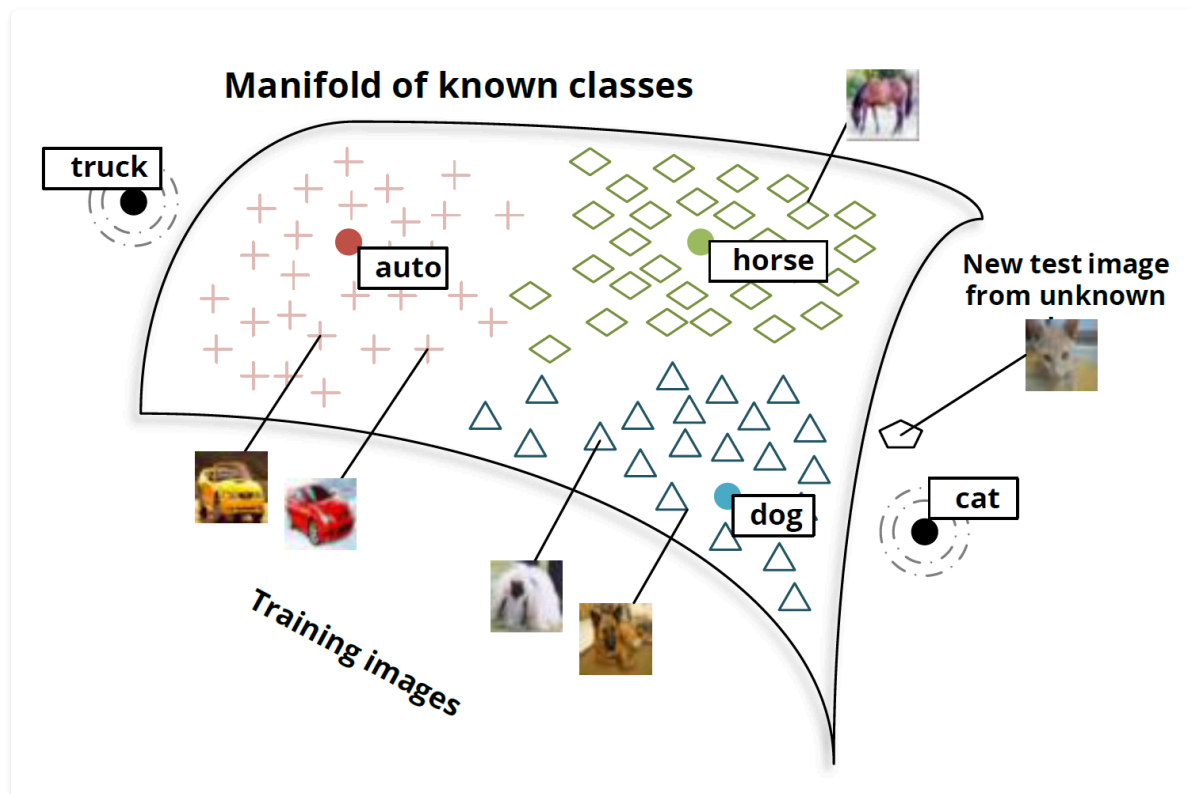 Manifold of known classes
truck
auto
horse
New test image
from unknown
cat
dog
Training images